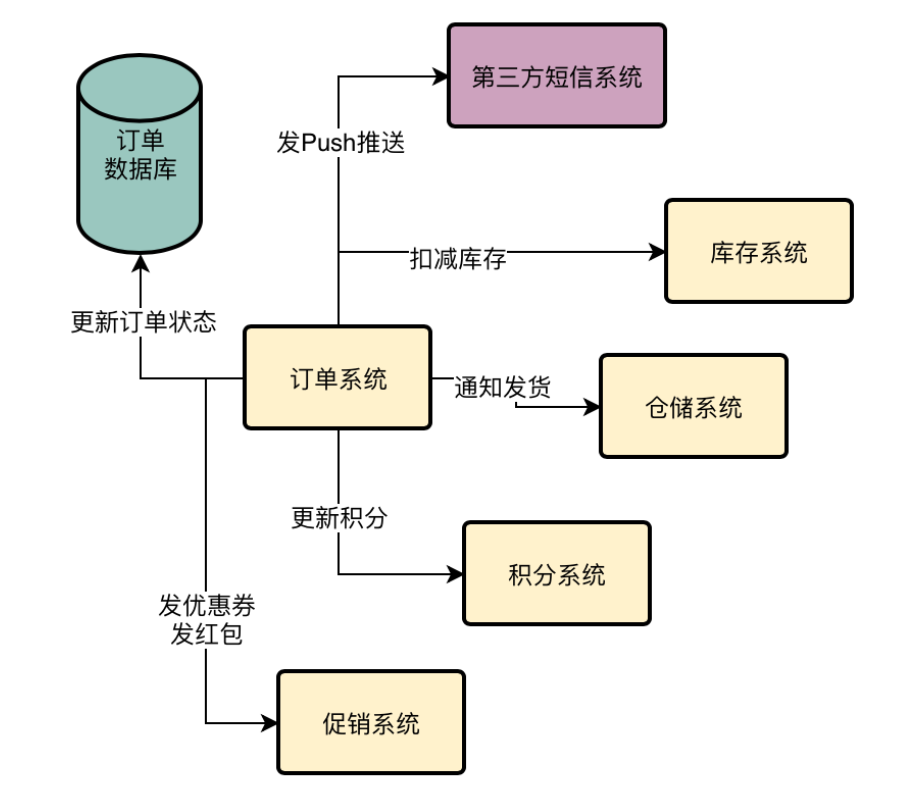 第三方短信系统
订单
数据库
发Push推送
库存系统
扣减库存
更新订单状态
订单系统
通知发货
仓储系统
更新积分
积分系统
发优惠券
发红包
促销系统